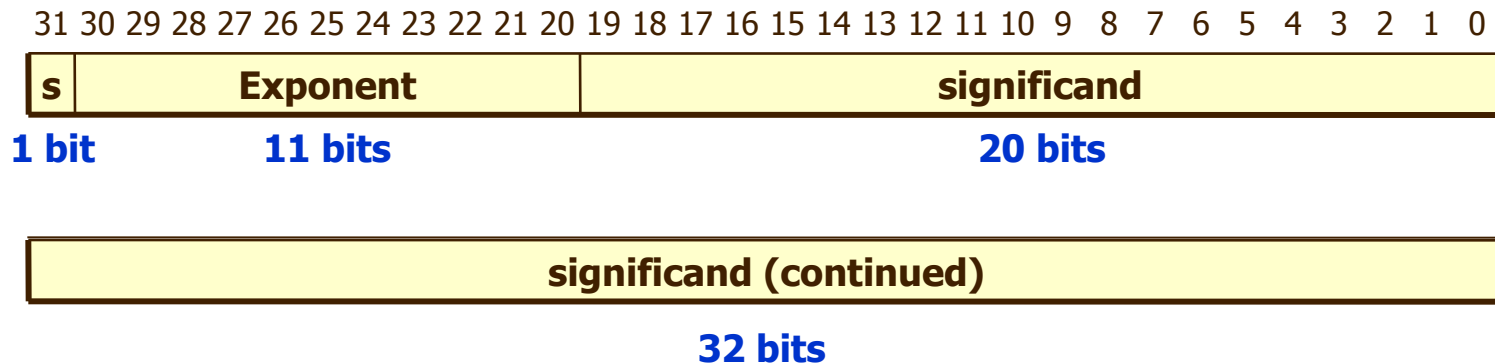 31 30 29 28 27 26 25 24 23 22 21 20 19 18 17 16 15 14 13 12 11 10 9 8 7 6 5 4 3 2 1 0
s Exponent significand
1 bit 11 bits 20 bits
significand (continued)
32 bits